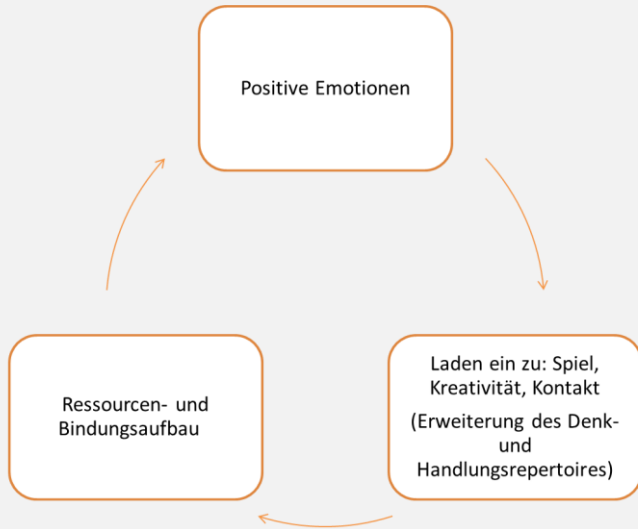 Positive Emotionen
Laden ein zu: Spiel,
Kreativität, Kontakt
(Erweiterung des Denk-
und
Handlungsrepertoires)
Ressourcen- und
Bindungsaufbau